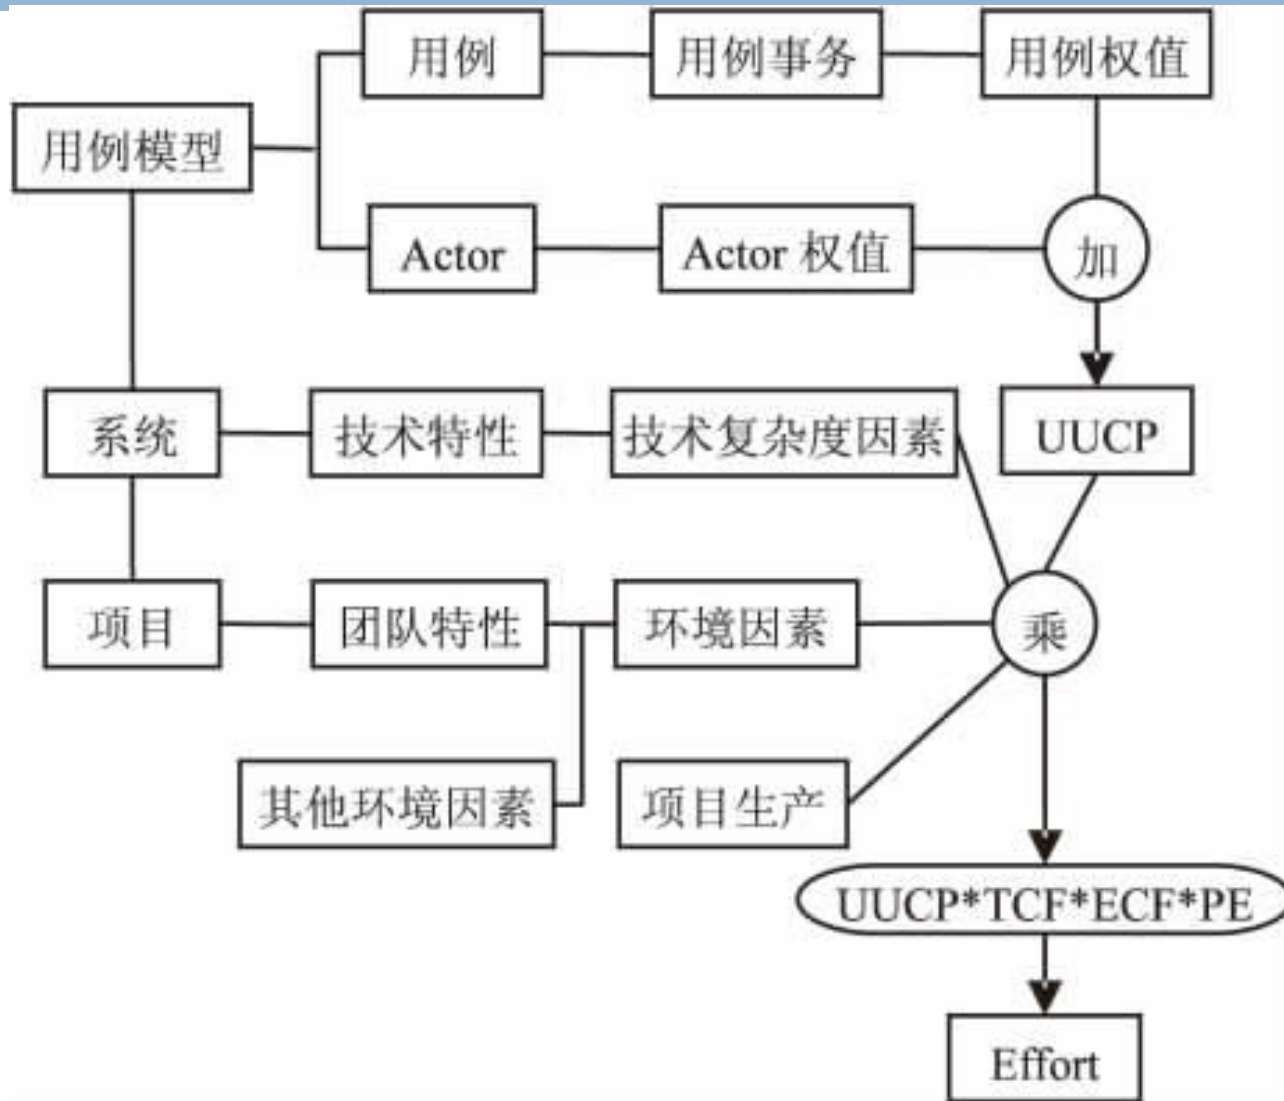 用例
用例事务
用例权值
用例模型
Actor
Actor 权值
加
系统
技术特性
技术复杂度因素
UUCP
项目
团队特性
环境因素
乘
其他环境因素
项目生产
UUCP*TCF*ECF*PE
Effort